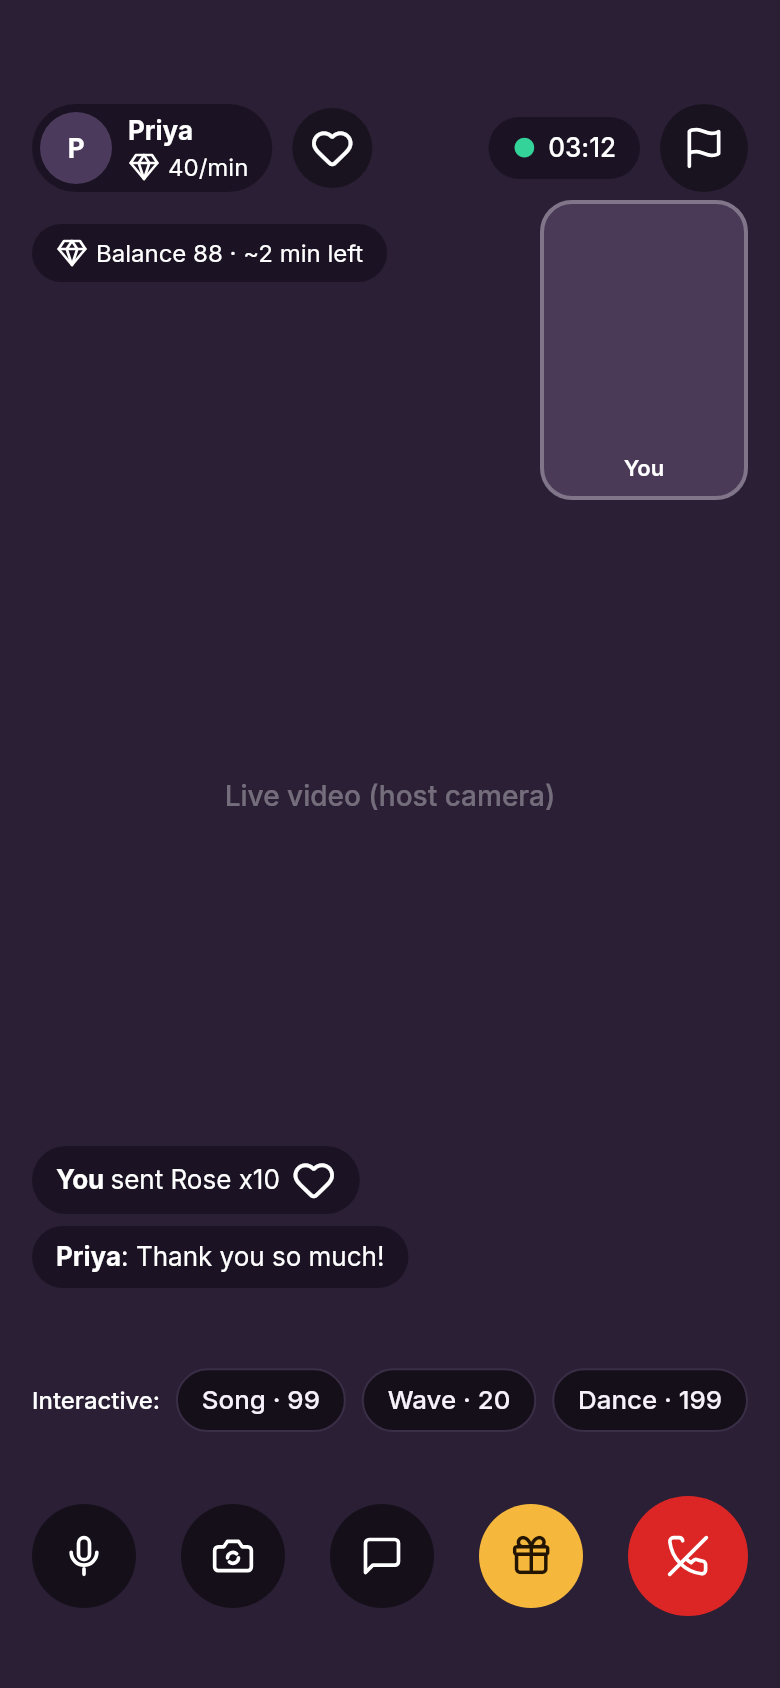 P
Priya
40/min
03:12
Balance 88 · ~2 min left
You
Live video (host camera)
You sent Rose x10
Priya: Thank you so much!
Interactive: Song · 99 Wave · 20 Dance · 199